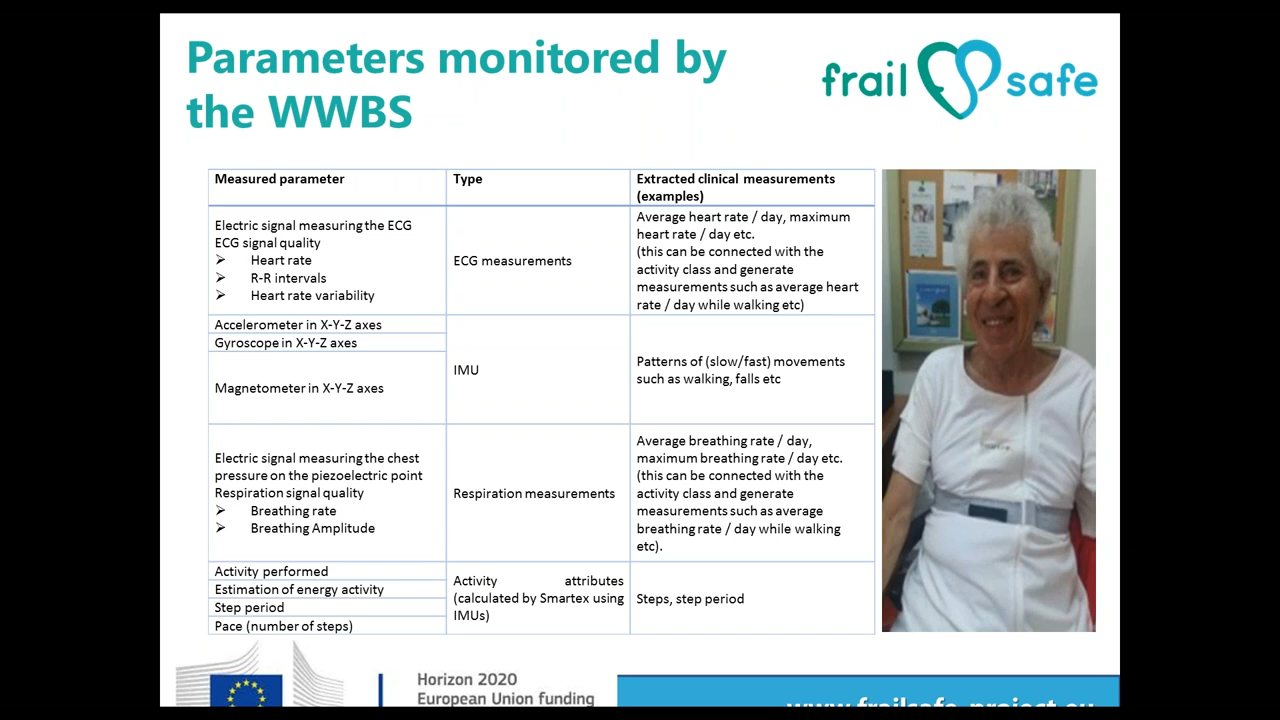 Parameters monitored by
the WWBS
frail safe
Measured parameter
Type
Extracted clinical measurements
(examples)
Electric signal measuring the ECG
ECG signal quality
➢ Heart rate
➢ R-R intervals
➢ Heart rate variability
ECG measurements
Average heart rate / day, maximum
heart rate / day etc.
(this can be connected with the
activity class and generate
measurements such as average heart
rate / day while walking etc)
Accelerometer in X-Y-Z axes
Gyroscope in X-Y-Z axes
Magnetometer in X-Y-Z axes
IMU
Patterns of (slow/fast) movements
such as walking, falls etc
Electric signal measuring the chest
pressure on the piezoelectric point
Respiration signal quality
➢ Breathing rate
➢ Breathing Amplitude
Respiration measurements
Average breathing rate / day,
maximum breathing rate / day etc.
(this can be connected with the
activity class and generate
measurements such as average
breathing rate / day while walking
etc).
Activity performed
Estimation of energy activity
Step period
Pace (number of steps)
Activity attributes
(calculated by Smartex using
IMUs)
Steps, step period
Horizon 2020
European Union funding
www.frailsafe-project.eu